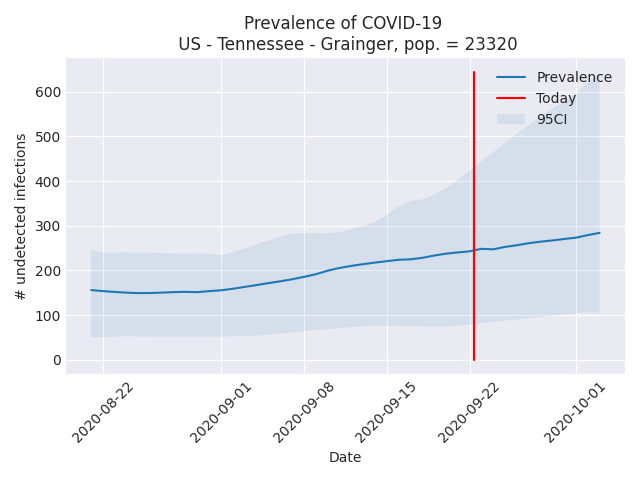 Prevalence of COVID-19
US - Tennessee - Grainger, pop. = 23320
Prevalence
Today
95CI
600
500
400
300
200
100
0
# undetected infections
2020-08-22
2020-09-01
2020-09-08
2020-09-15
2020-09-22
2020-10-01
Date